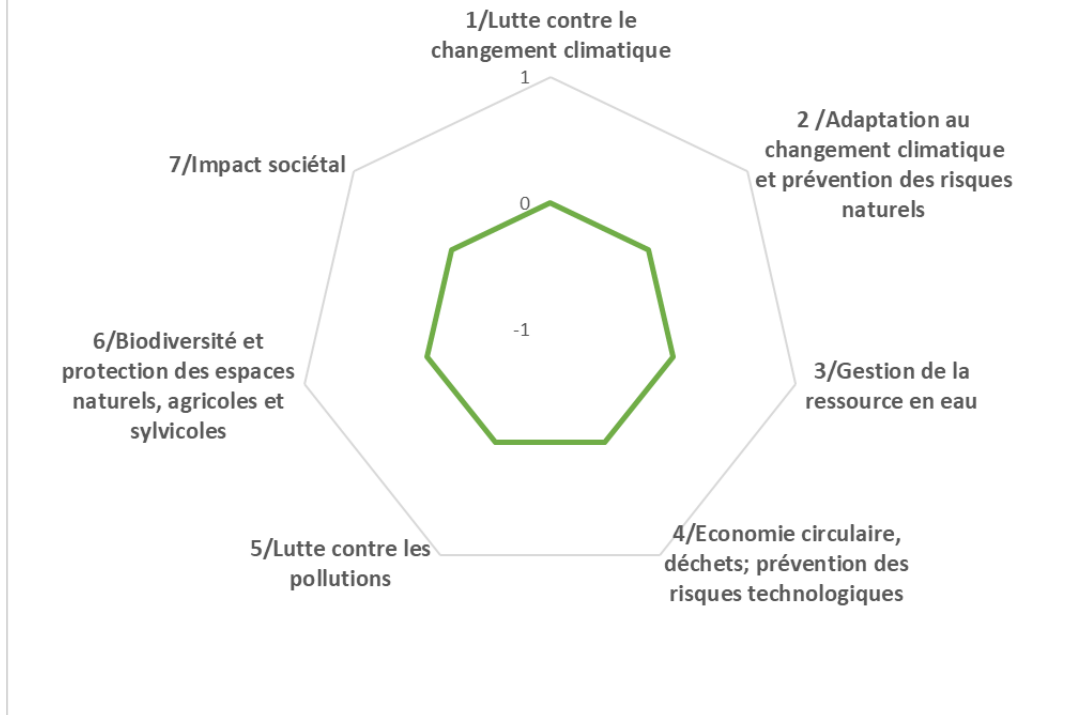 1/Lutte contre le
changement climatique
1
2 /Adaptation au
changement climatique
et prévention des risques
naturels
7/Impact sociétal
0
-1
6/Biodiversité et
protection des espaces
naturels, agricoles et
sylvicoles
3/Gestion de la
ressource en eau
4/Economie circulaire,
déchets; prévention des
risques technologiques
5/Lutte contre les
pollutions